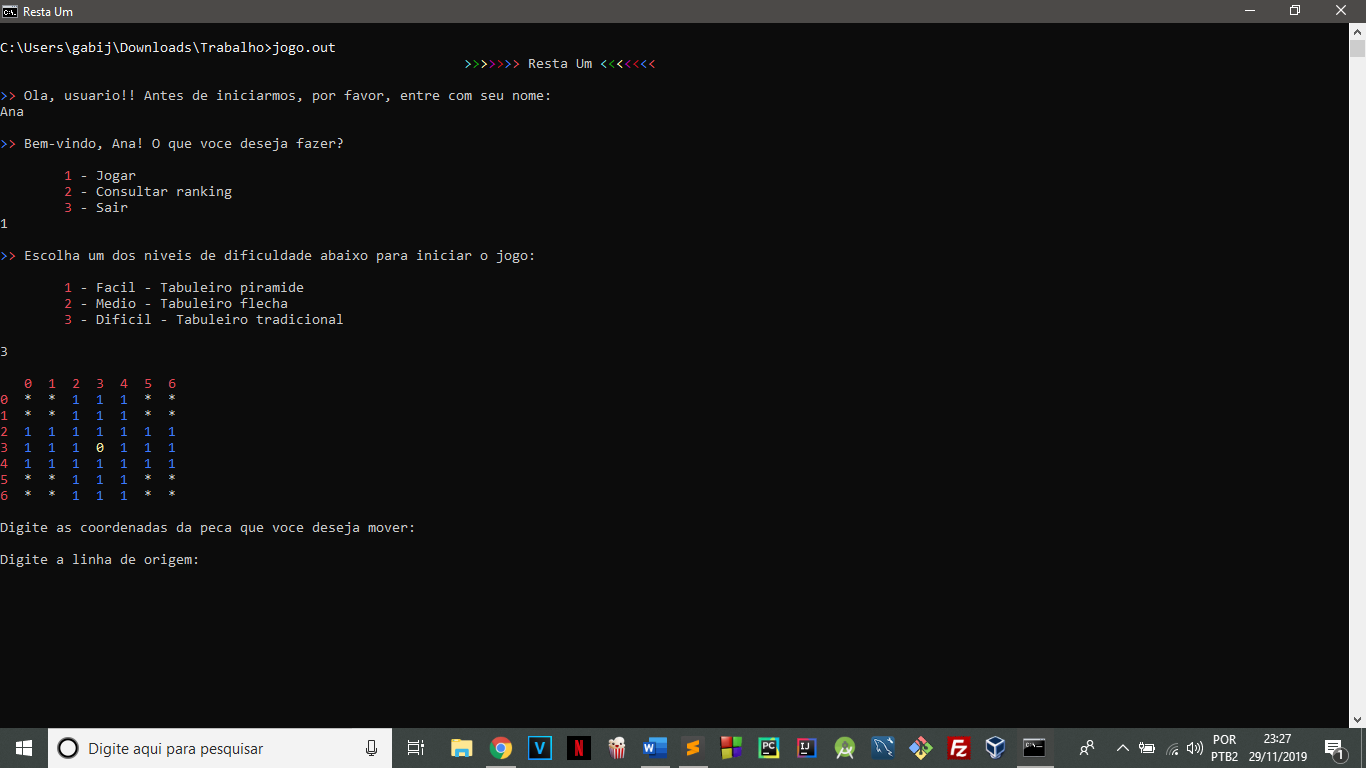 Resta Um
C:\Users\gabij\Downloads\Trabalho>jogo.out
>>>>>>> Resta Um <<<<<<<
>> Ola, usuario!! Antes de iniciarmos, por favor, entre com seu nome:
Ana
>> Bem-vindo, Ana! O que voce deseja fazer?
1 - Jogar
2 - Consultar ranking
3 - Sair
1
>> Escolha um dos niveis de dificuldade abaixo para iniciar o jogo:
1 - Facil - Tabuleiro piramide
2 - Medio - Tabuleiro flecha
3 - Dificil - Tabuleiro tradicional
3
0 1 2 3 4 5 6
0 * * 1 1 1 * *
1 * * 1 1 1 * *
2 1 1 1 1 1 1 1
3 1 1 1 0 1 1 1
4 1 1 1 1 1 1 1
5 * * 1 1 1 * *
6 * * 1 1 1 * *
Digite as coordenadas da peca que voce deseja mover:
Digite a linha de origem:
Digite aqui para pesquisar
POR
PTB2
23:27
29/11/2019
1